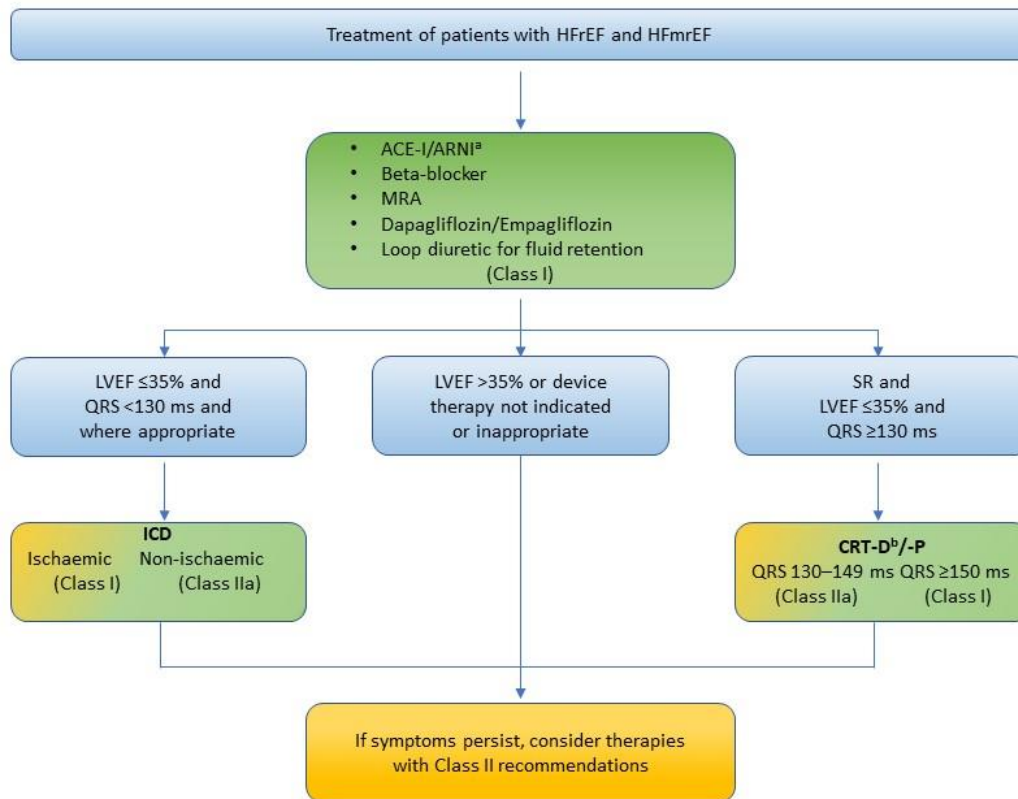 Treatment of patients with HFrEF and HFmrEF
• ACE-I/ARNIᵃ
• Beta-blocker
• MRA
• Dapagliflozin/Empagliflozin
• Loop diuretic for fluid retention
(Class I)
LVEF ≤35% and
QRS <130 ms and
where appropriate
LVEF >35% or device
therapy not indicated
or inappropriate
SR and
LVEF ≤35% and
QRS ≥130 ms
ICD
Ischaemic Non-ischaemic
(Class I) (Class IIa)
CRT-Dᵇ/-P
QRS 130–149 ms QRS ≥150 ms
(Class IIa) (Class I)
If symptoms persist, consider therapies
with Class II recommendations